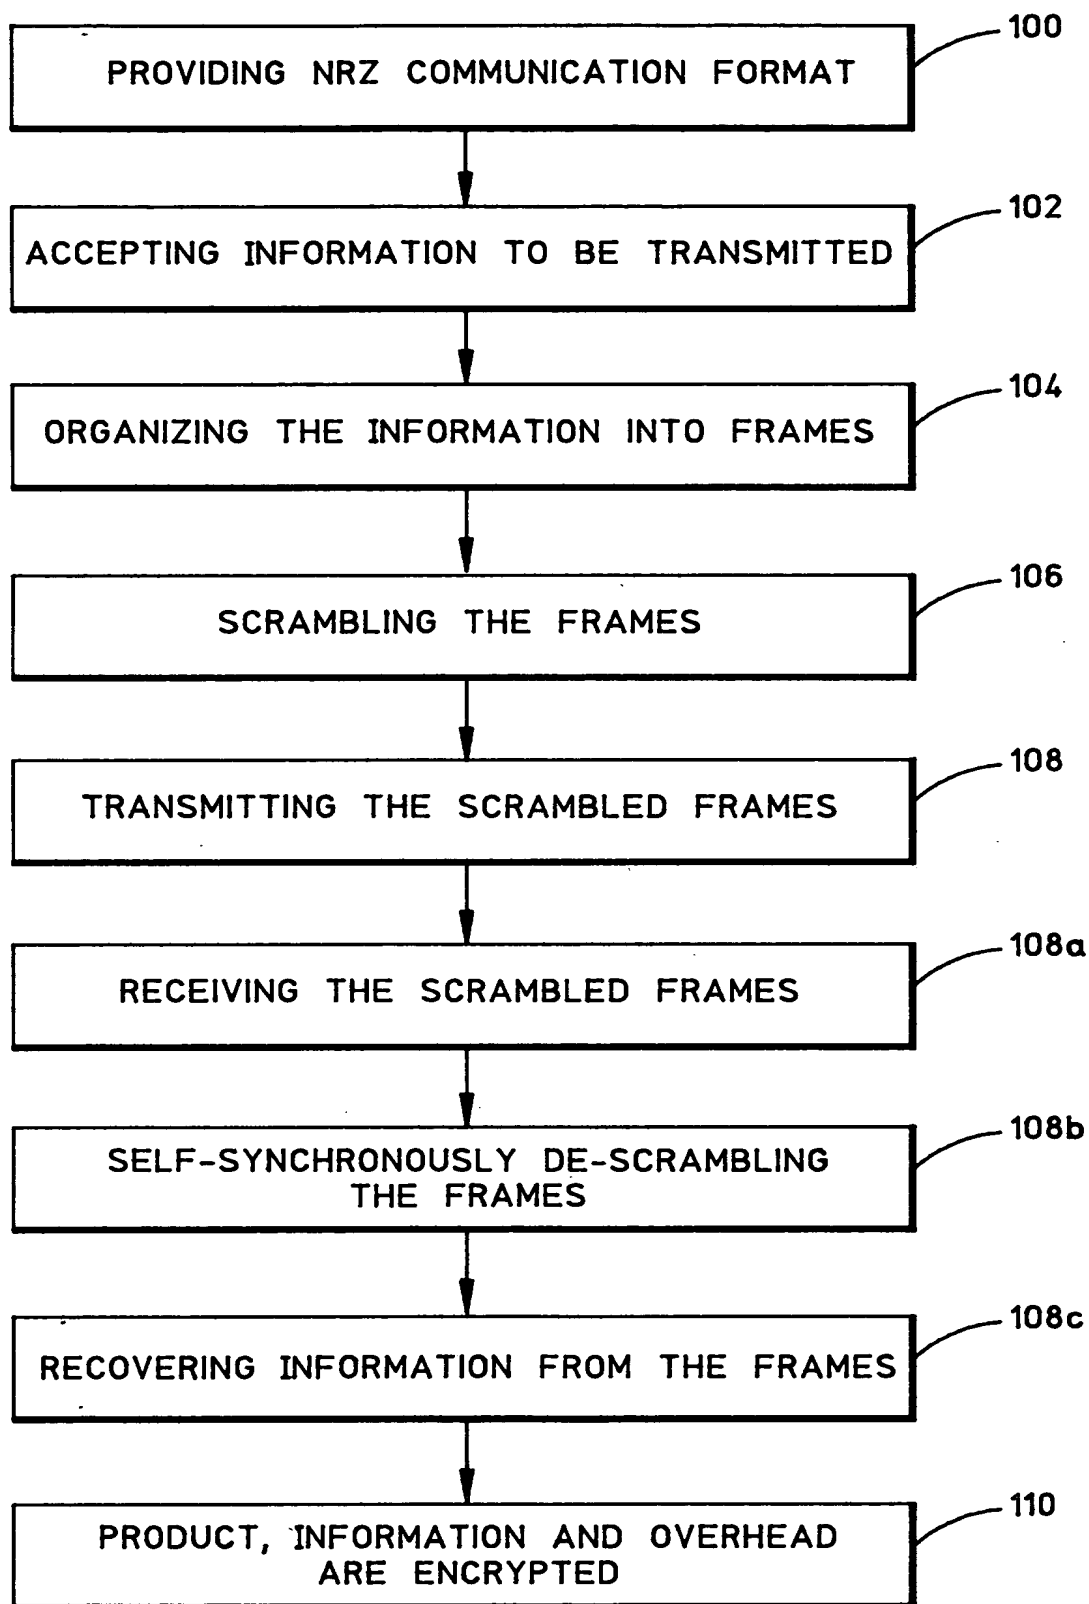 100
PROVIDING NRZ COMMUNICATION FORMAT
102
ACCEPTING INFORMATION TO BE TRANSMITTED
104
ORGANIZING THE INFORMATION INTO FRAMES
106
SCRAMBLING THE FRAMES
108
TRANSMITTING THE SCRAMBLED FRAMES
108a
RECEIVING THE SCRAMBLED FRAMES
108b
SELF-SYNCHRONOUSLY DE-SCRAMBLING
THE FRAMES
108c
RECOVERING INFORMATION FROM THE FRAMES
110
PRODUCT, INFORMATION AND OVERHEAD
ARE ENCRYPTED